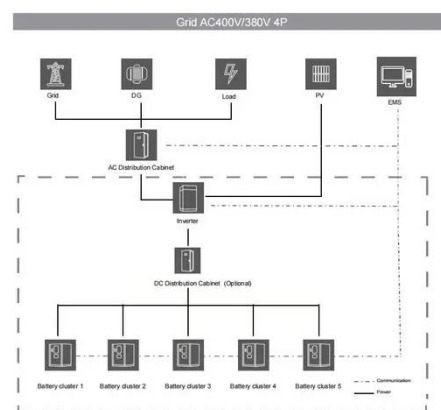 Grid AC400V/380V 4P
Grid
DG
Load
PV
EMS
AC Distribution Cabinet
Inverter
DC Distribution Cabinet (Optional)
Battery cluster 1
Battery cluster 2
Battery cluster 3
Battery cluster 4
Battery cluster 5
Communication
Power